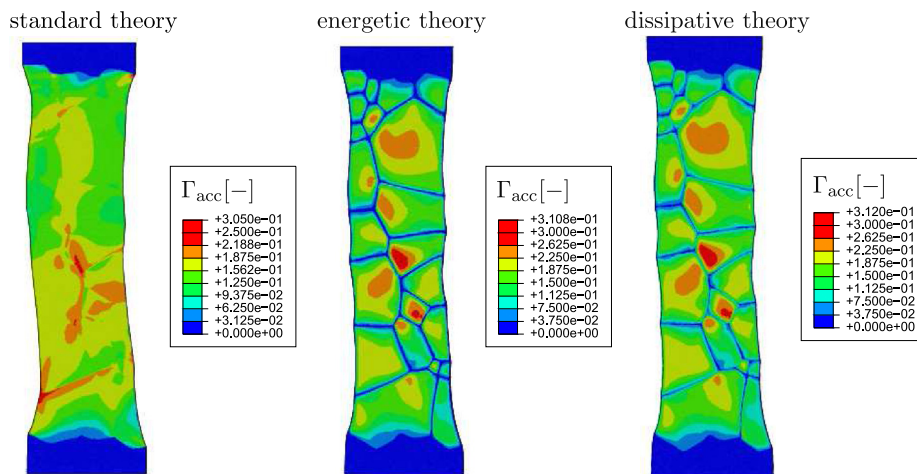 standard theory
energetic theory
dissipative theory
Γacc[−]
+3.050e−01
+2.500e−01
+2.188e−01
+1.875e−01
+1.562e−01
+1.250e−01
+9.375e−02
+6.250e−02
+3.125e−02
+0.000e+00
Γacc[−]
+3.108e−01
+3.000e−01
+2.625e−01
+2.250e−01
+1.875e−01
+1.500e−01
+1.125e−01
+7.500e−02
+3.750e−02
+0.000e+00
Γacc[−]
+3.120e−01
+3.000e−01
+2.625e−01
+2.250e−01
+1.875e−01
+1.500e−01
+1.125e−01
+7.500e−02
+3.750e−02
+0.000e+00